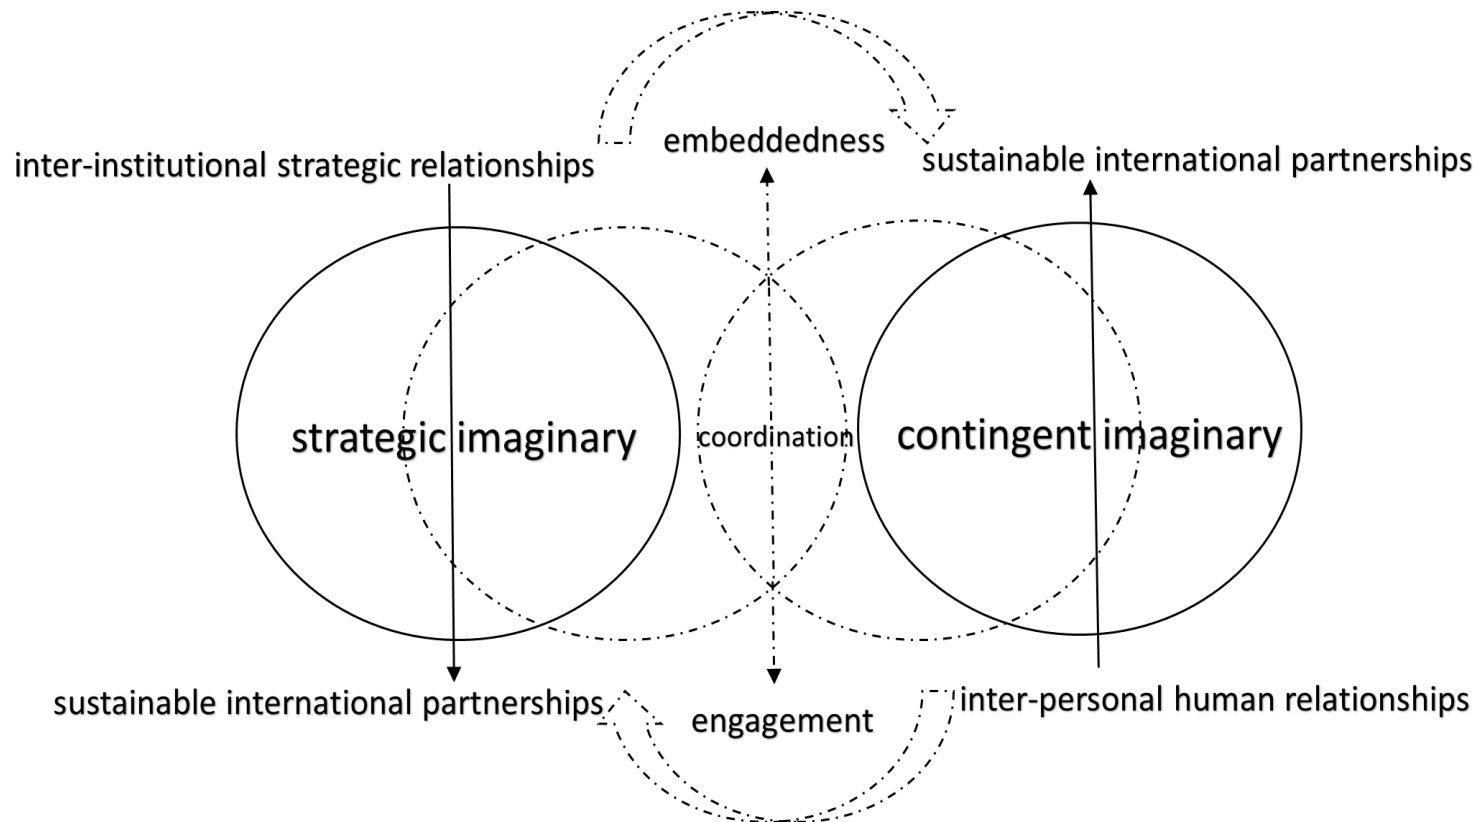 embeddedness
inter-institutional strategic relationships
sustainable international partnerships
strategic imaginary
coordination
contingent imaginary
sustainable international partnerships
engagement
inter-personal human relationships